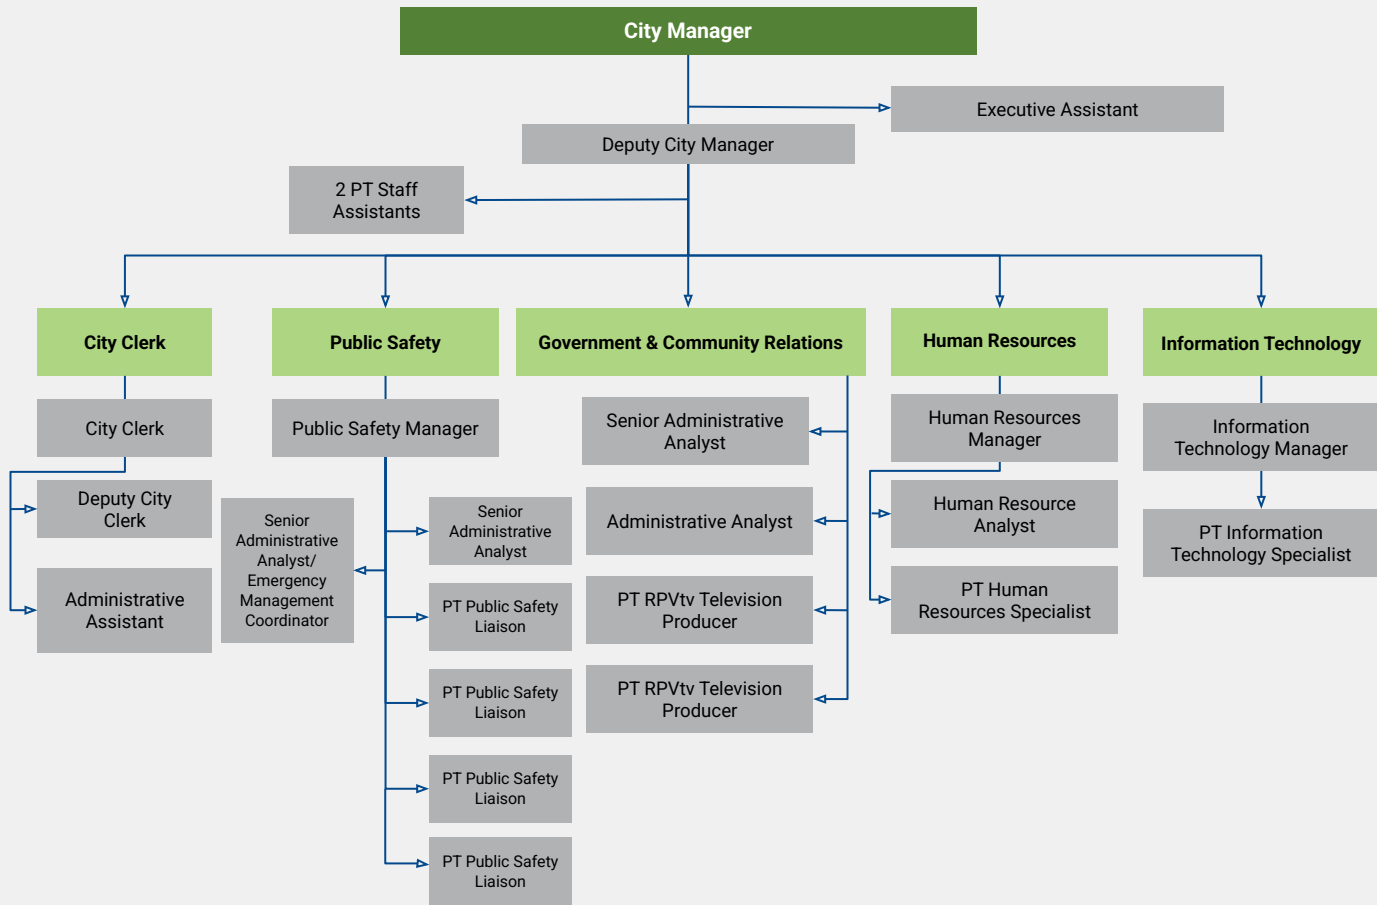 City Manager
Executive Assistant
Deputy City Manager
2 PT Staff
Assistants
City Clerk
Public Safety
Government & Community Relations
Human Resources
Information Technology
City Clerk
Deputy City
Clerk
Administrative
Assistant
Public Safety Manager
Senior
Administrative
Analyst/
Emergency
Management
Coordinator
Senior
Administrative
Analyst
PT Public Safety
Liaison
PT Public Safety
Liaison
PT Public Safety
Liaison
PT Public Safety
Liaison
Senior Administrative
Analyst
Administrative Analyst
PT RPVtv Television
Producer
PT RPVtv Television
Producer
Human Resources
Manager
Human Resource
Analyst
PT Human
Resources Specialist
Information
Technology Manager
PT Information
Technology Specialist